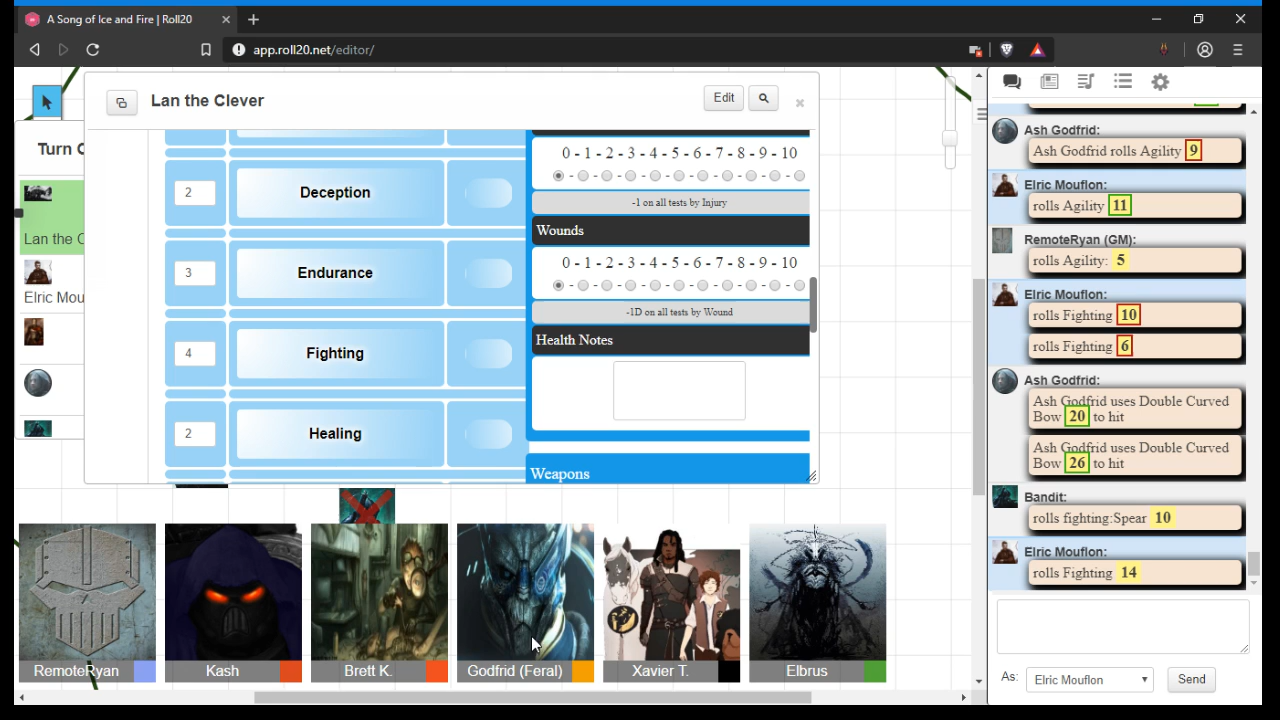 A Song of Ice and Fire | Roll20
app.roll20.net/editor/
Lan the Clever
Edit
Turn O
Lan the C
Elric Mou
2
Deception
3
Endurance
4
Fighting
2
Healing
0 - 1 - 2 - 3 - 4 - 5 - 6 - 7 - 8 - 9 - 10
-1 on all tests by Injury
Wounds
0 - 1 - 2 - 3 - 4 - 5 - 6 - 7 - 8 - 9 - 10
-1D on all tests by Wound
Health Notes
Weapons
RemoteRyan
Kash
Brett K.
Godfrid (Feral)
Xavier T.
Elbrus
Ash Godfrid:
Ash Godfrid rolls Agility 9
Elric Mouflon:
rolls Agility 11
RemoteRyan (GM):
rolls Agility: 5
Elric Mouflon:
rolls Fighting 10
rolls Fighting 6
Ash Godfrid:
Ash Godfrid uses Double Curved
Bow 20 to hit
Ash Godfrid uses Double Curved
Bow 26 to hit
Bandit:
rolls fighting:Spear 10
Elric Mouflon:
rolls Fighting 14
As:
Elric Mouflon
Send